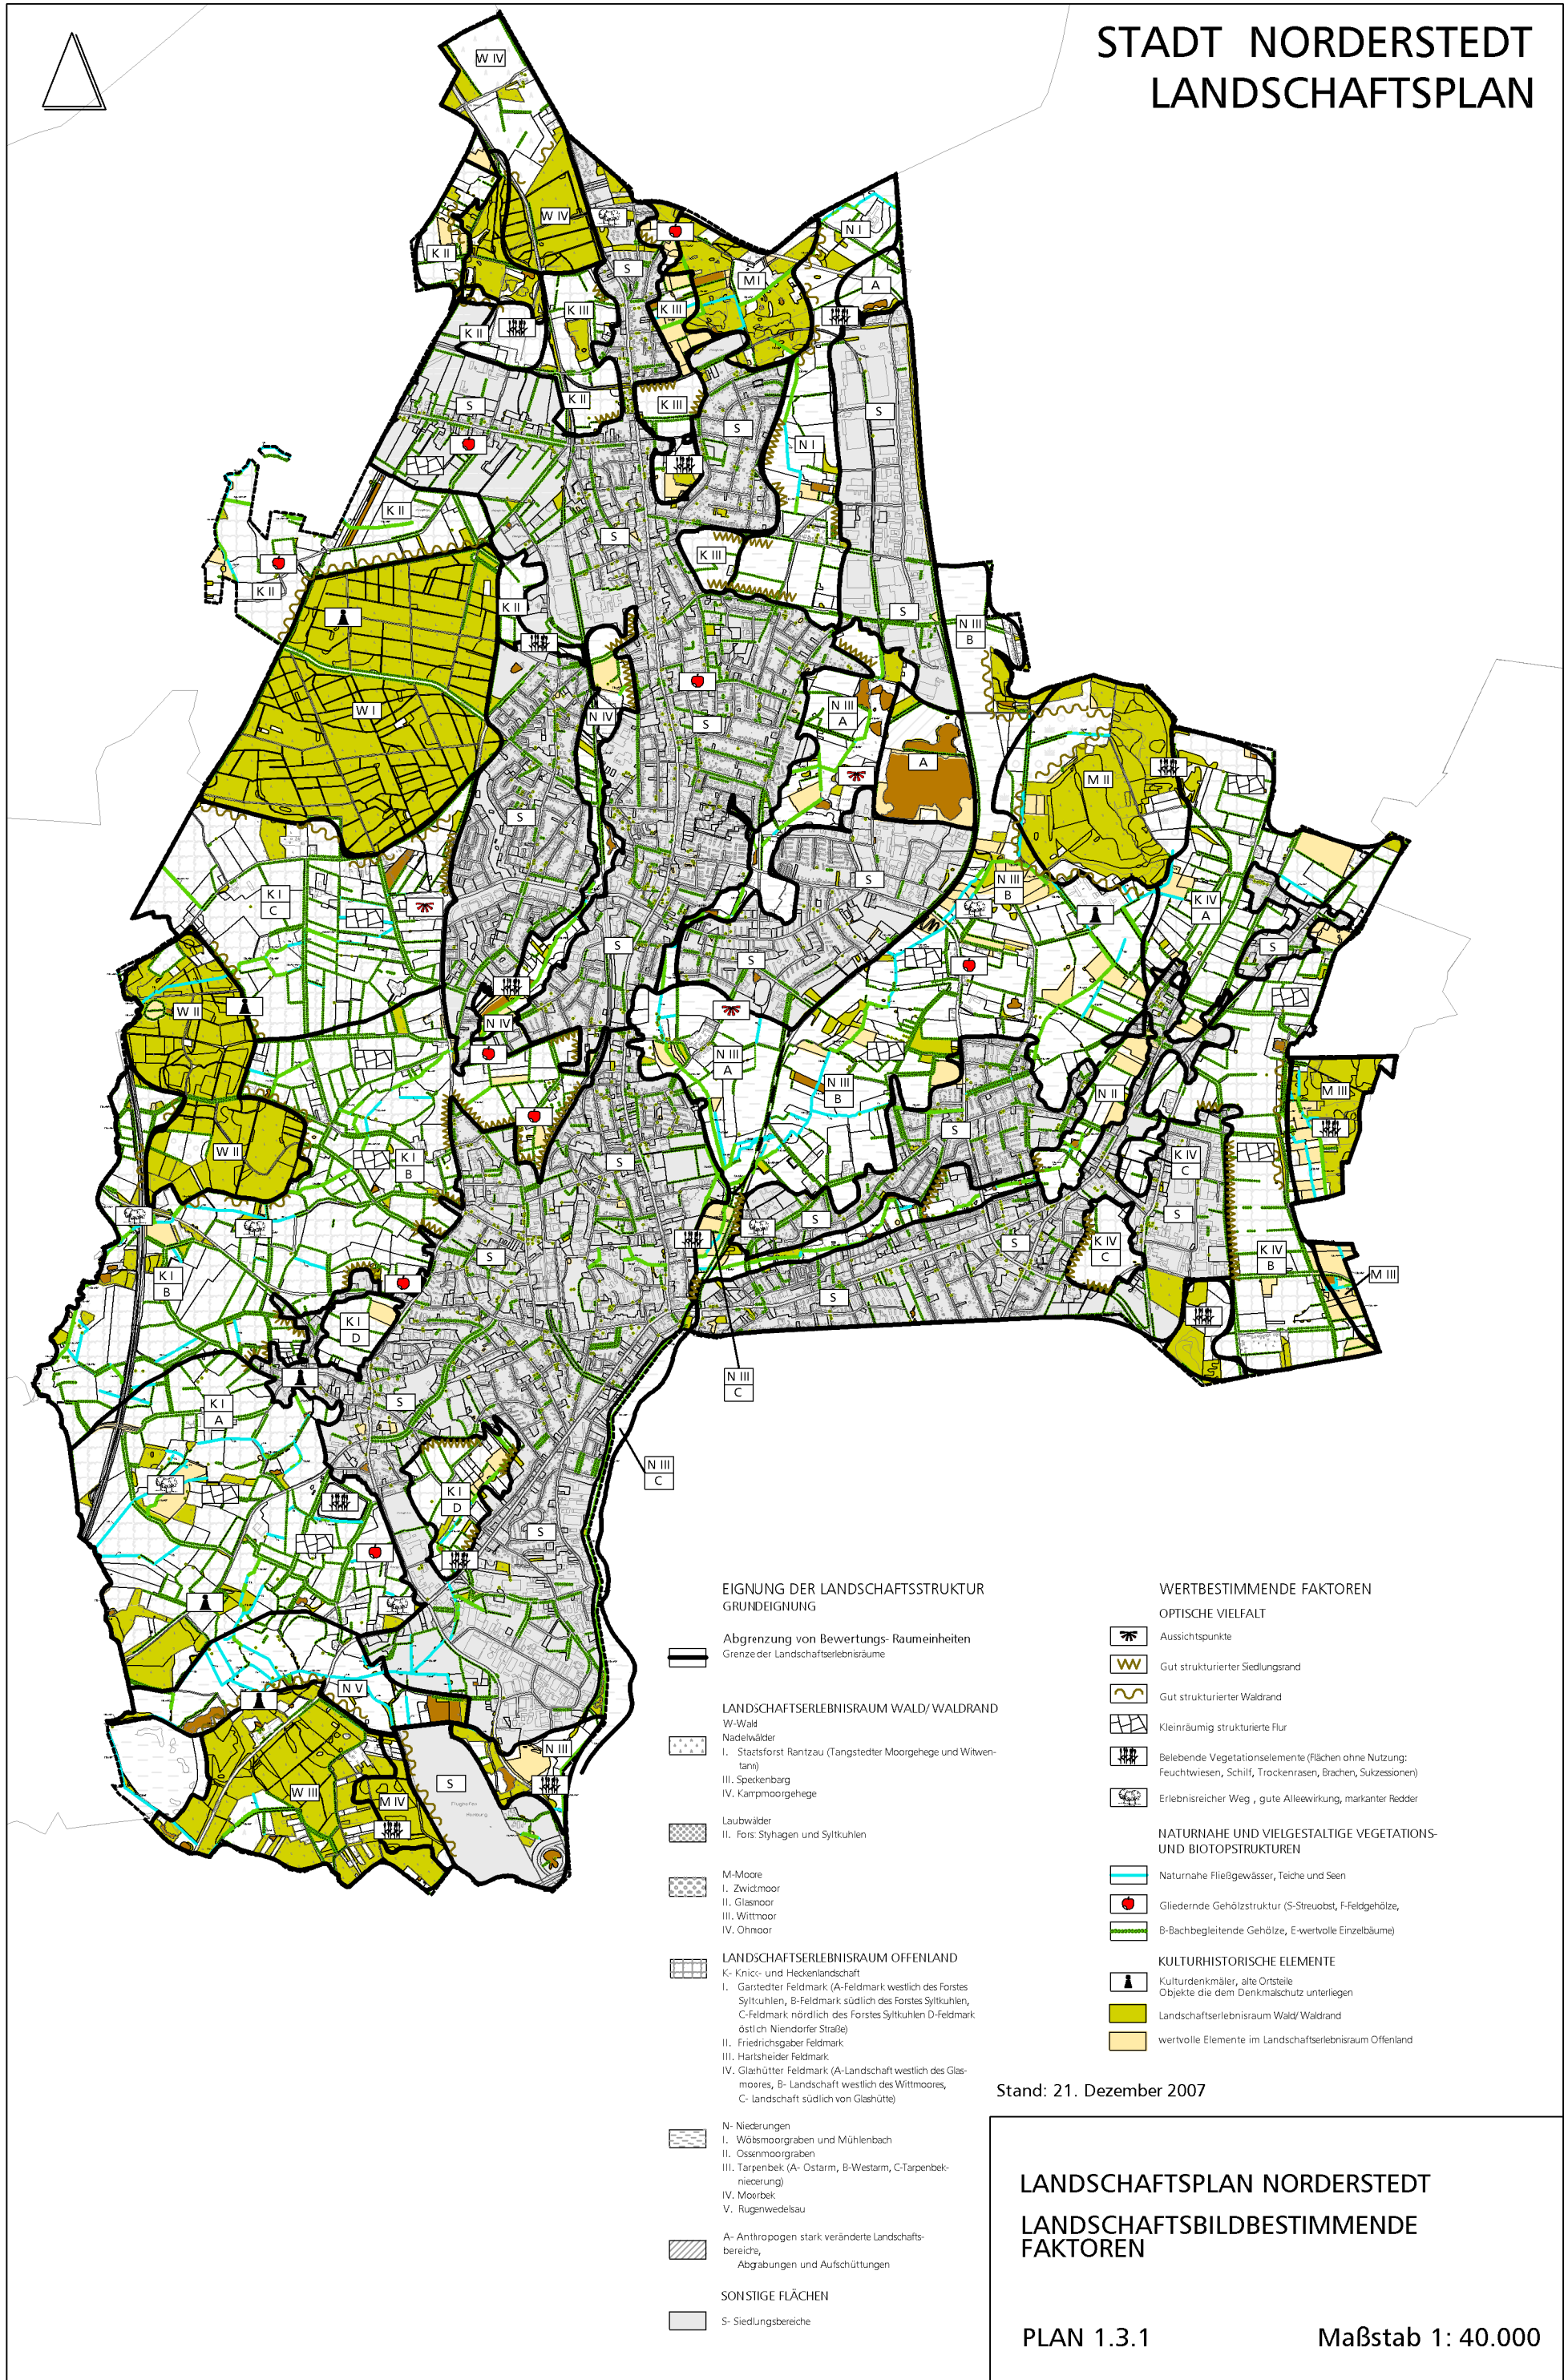 STADT NORDERSTEDT
LANDSCHAFTSPLAN
W IV
W IV
N I
K II
S
M I
A
K III
K III
K II
K II
K III
S
S
S
N I
K II
S
K III
K II
K II
S
N III
B
W I
N IV
S
N III
A
A
M II
S
S
N III
B
K I
C
K IV
A
S
S
S
W II
N IV
N III
A
N III
B
N II
M III
S
W II
K I
B
S
K IV
C
S
S
S
S
K IV
C
K IV
B
K I
B
S
M III
K I
D
N III
C
S
K I
A
N III
C
K I
D
S
N V
N III
S
Flughafen
Hamburg
W III
M IV
EIGNUNG DER LANDSCHAFTSSTRUKTUR
GRUNDEIGNUNG
Abgrenzung von Bewertungs- Raumeinheiten
Grenze der Landschaftserlebnisräume
LANDSCHAFTSERLEBNISRAUM WALD/ WALDRAND
W-Wald
Nadelwälder
I. Staatsforst Rantzau (Tangstedter Moorgehege und Witwen-
tann)
III. Speckenbarg
IV. Kampmoorgehege
Laubwälder
II. Forst Styhagen und Syltkuhlen
M-Moore
I. Zwickmoor
II. Glasmoor
III. Wittmoor
IV. Ohmoor
LANDSCHAFTSERLEBNISRAUM OFFENLAND
K- Knick- und Heckenlandschaft
I. Garstedter Feldmark (A-Feldmark westlich des Forstes
Syltkuhlen, B-Feldmark südlich des Forstes Syltkuhlen,
C-Feldmark nördlich des Forstes Syltkuhlen D-Feldmark
östlich Niendorfer Straße)
II. Friedrichsgaber Feldmark
III. Harksheider Feldmark
IV. Glashütter Feldmark (A-Landschaft westlich des Glas-
moores, B- Landschaft westlich des Wittmoores,
C- Landschaft südlich von Glashütte)
N- Niederungen
I. Wöbsmoorgraben und Mühlenbach
II. Ossenmoorgraben
III. Tarpenbek (A- Ostarm, B-Westarm, C-Tarpenbek-
niederung)
IV. Moorbek
V. Rugenwedelsau
A- Anthropogen stark veränderte Landschafts-
bereiche,
Abgrabungen und Aufschüttungen
SONSTIGE FLÄCHEN
S- Siedlungsbereiche
WERTBESTIMMENDE FAKTOREN
OPTISCHE VIELFALT
Aussichtspunkte
Gut strukturierter Siedlungsrand
Gut strukturierter Waldrand
Kleinräumig strukturierte Flur
Belebende Vegetationselemente (Flächen ohne Nutzung:
Feuchtwiesen, Schilf, Trockenrasen, Brachen, Sukzessionen)
Erlebnisreicher Weg , gute Alleewirkung, markanter Redder
NATURNAHE UND VIELGESTALTIGE VEGETATIONS-
UND BIOTOPSTRUKTUREN
Naturnahe Fließgewässer, Teiche und Seen
Gliedernde Gehölzstruktur (S-Streuobst, F-Feldgehölze,
B-Bachbegleitende Gehölze, E-wertvolle Einzelbäume)
KULTURHISTORISCHE ELEMENTE
Kulturdenkmäler, alte Ortsteile
Objekte die dem Denkmalschutz unterliegen
Landschaftserlebnisraum Wald/ Waldrand
wertvolle Elemente im Landschaftserlebnisraum Offenland
Stand: 21. Dezember 2007
LANDSCHAFTSPLAN NORDERSTEDT
LANDSCHAFTSBILDBESTIMMENDE
FAKTOREN
PLAN 1.3.1
Maßstab 1: 40.000